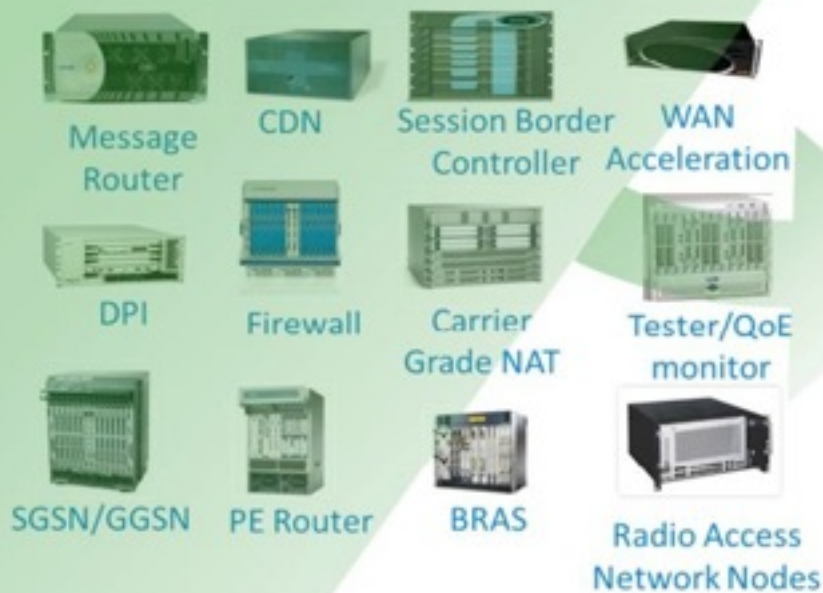 Message
Router
CDN
Session Border
Controller
WAN
Acceleration
DPI
Firewall
Carrier
Grade NAT
Tester/QoE
monitor
SGSN/GGSN
PE Router
BRAS
Radio Access
Network Nodes